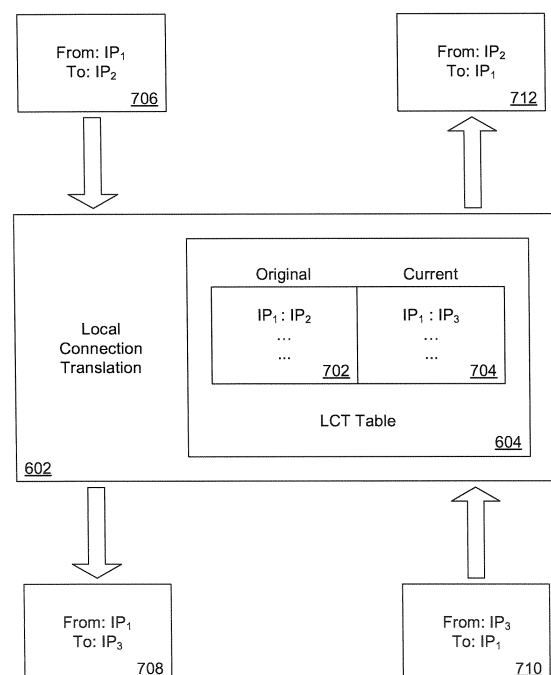 From: IP₁
To: IP₂
706
From: IP₂
To: IP₁
712
Local
Connection
Translation
Original
Current
IP₁ : IP₂
...
...
702
IP₁ : IP₃
...
...
704
LCT Table
604
602
From: IP₁
To: IP₃
708
From: IP₃
To: IP₁
710